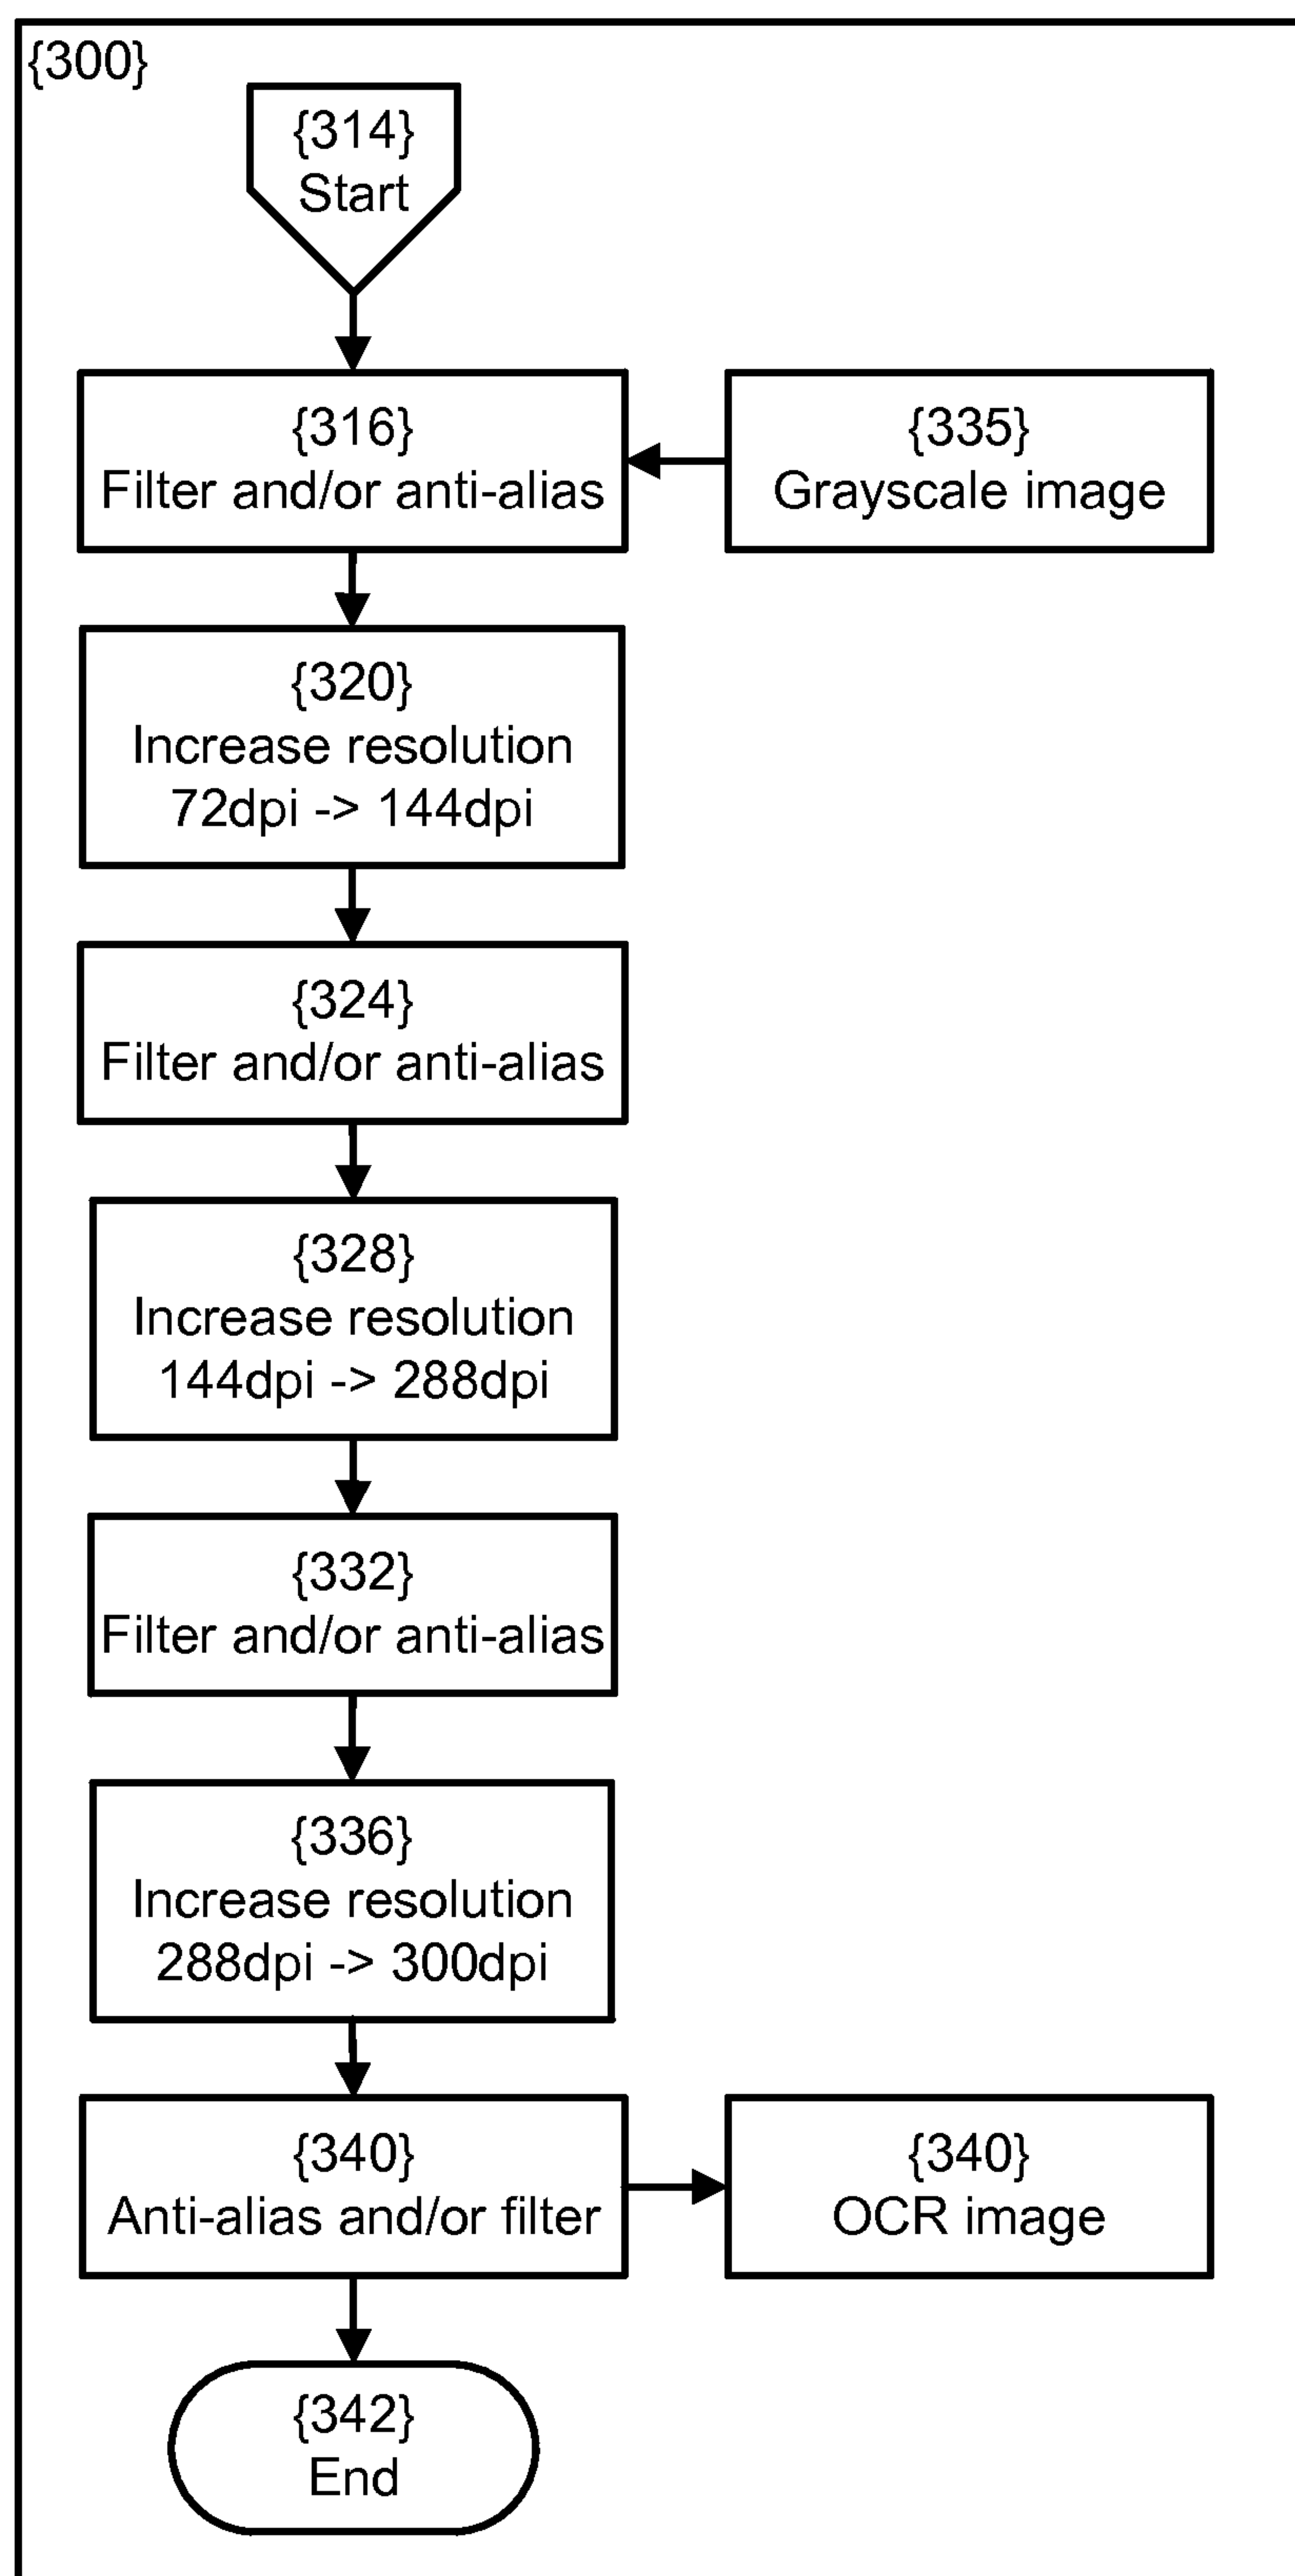 {300}
{314}
Start
{316}
Filter and/or anti-alias
{335}
Grayscale image
{320}
Increase resolution
72dpi -> 144dpi
{324}
Filter and/or anti-alias
{328}
Increase resolution
144dpi -> 288dpi
{332}
Filter and/or anti-alias
{336}
Increase resolution
288dpi -> 300dpi
{340}
Anti-alias and/or filter
{340}
OCR image
{342}
End